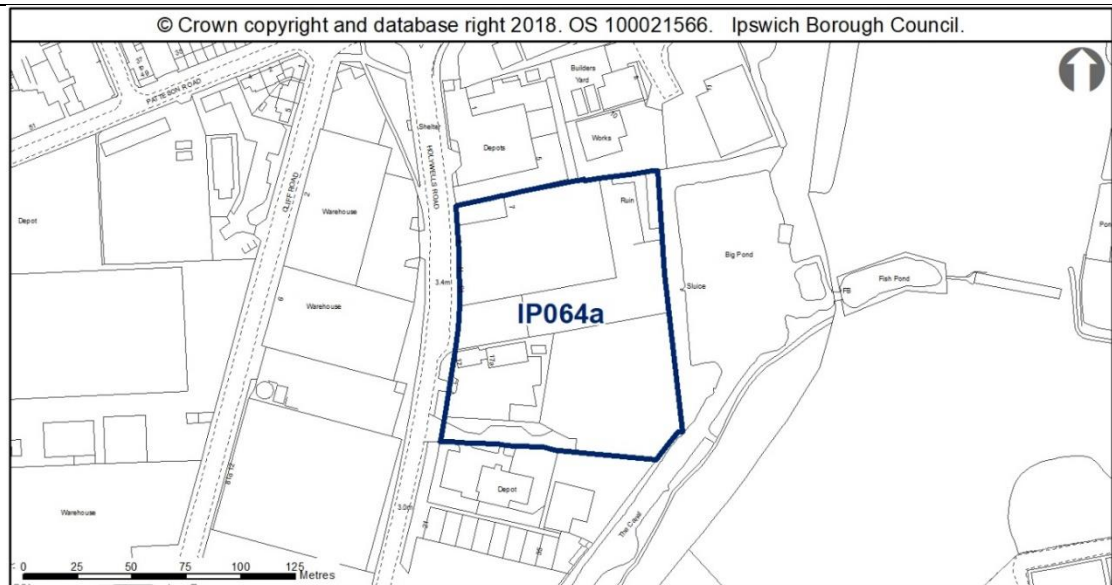 © Crown copyright and database right 2018. OS 100021566. Ipswich Borough Council.
PATTESON ROAD
CLIFF ROAD
HOLYWELLS ROAD
Shelter
Builders
Yard
Works
Depots
Depot
Warehouse
Warehouse
Ruin
Big Pond
Sluice
Fish Pond
FB
3.4m
IP064a
17a
Depot
Warehouse
3.0m
The Canal
0 25 50 75 100 125
Metres